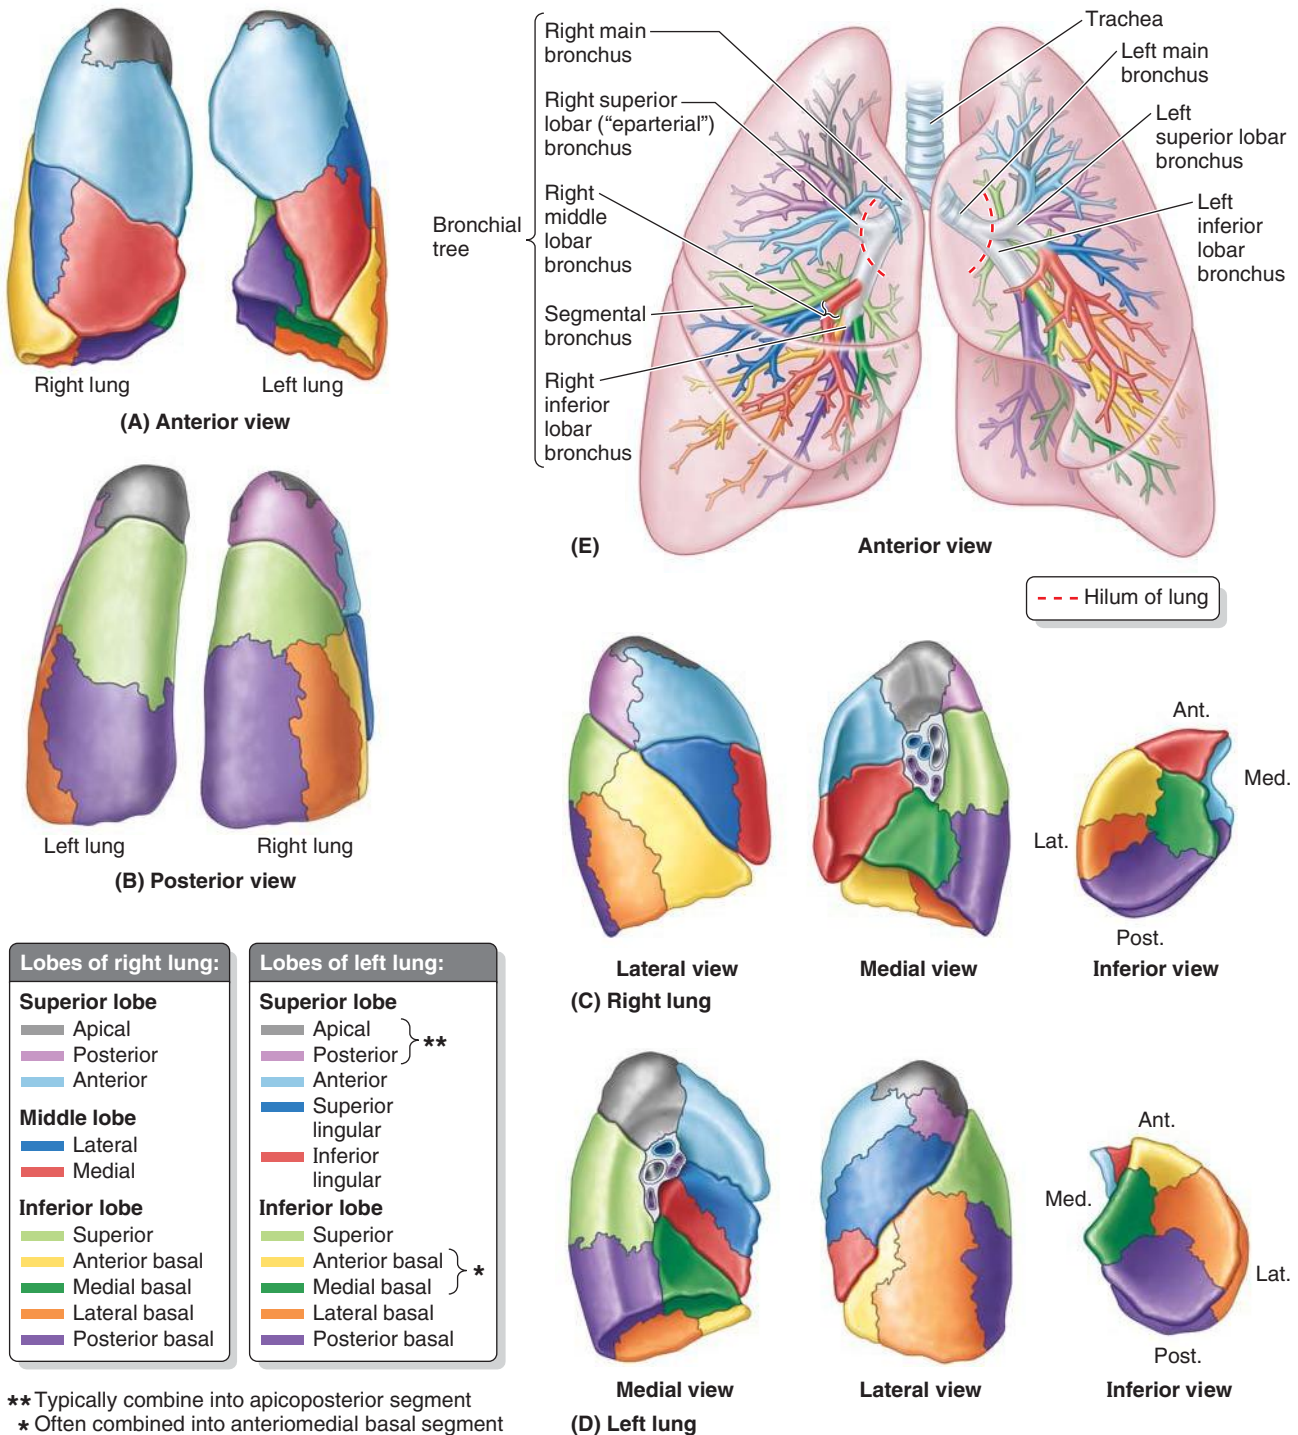 Right lung
Left lung
(A) Anterior view
Left lung
Right lung
(B) Posterior view
Bronchial
tree
Right main
bronchus
Right superior
lobar (“eparterial”)
bronchus
Right
middle
lobar
bronchus
Segmental
bronchus
Right
inferior
lobar
bronchus
Trachea
Left main
bronchus
Left
superior lobar
bronchus
Left
inferior
lobar
bronchus
(E)
Anterior view
Hilum of lung
Ant.
Med.
Lat.
Post.
Lateral view
Medial view
Inferior view
(C) Right lung
Lobes of right lung:
Superior lobe
Apical
Posterior
Anterior
Middle lobe
Lateral
Medial
Inferior lobe
Superior
Anterior basal
Medial basal
Lateral basal
Posterior basal
Lobes of left lung:
Superior lobe
Apical
Posterior
**
Anterior
Superior
lingular
Inferior
lingular
Inferior lobe
Superior
Anterior basal
Medial basal
*
Lateral basal
Posterior basal
** Typically combine into apicoposterior segment
* Often combined into anteriomedial basal segment
Ant.
Med.
Lat.
Post.
Medial view
Lateral view
Inferior view
(D) Left lung